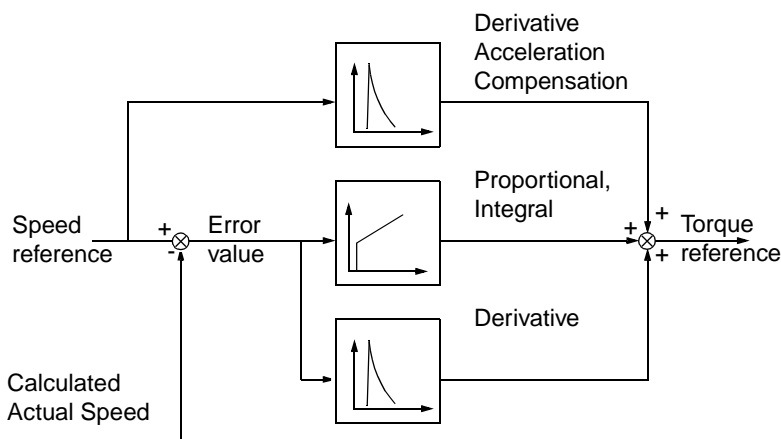 Derivative
Acceleration
Compensation
Proportional,
Integral
+
+
Speed
reference
+
-
Error
value
+
Torque
reference
Derivative
Calculated
Actual Speed